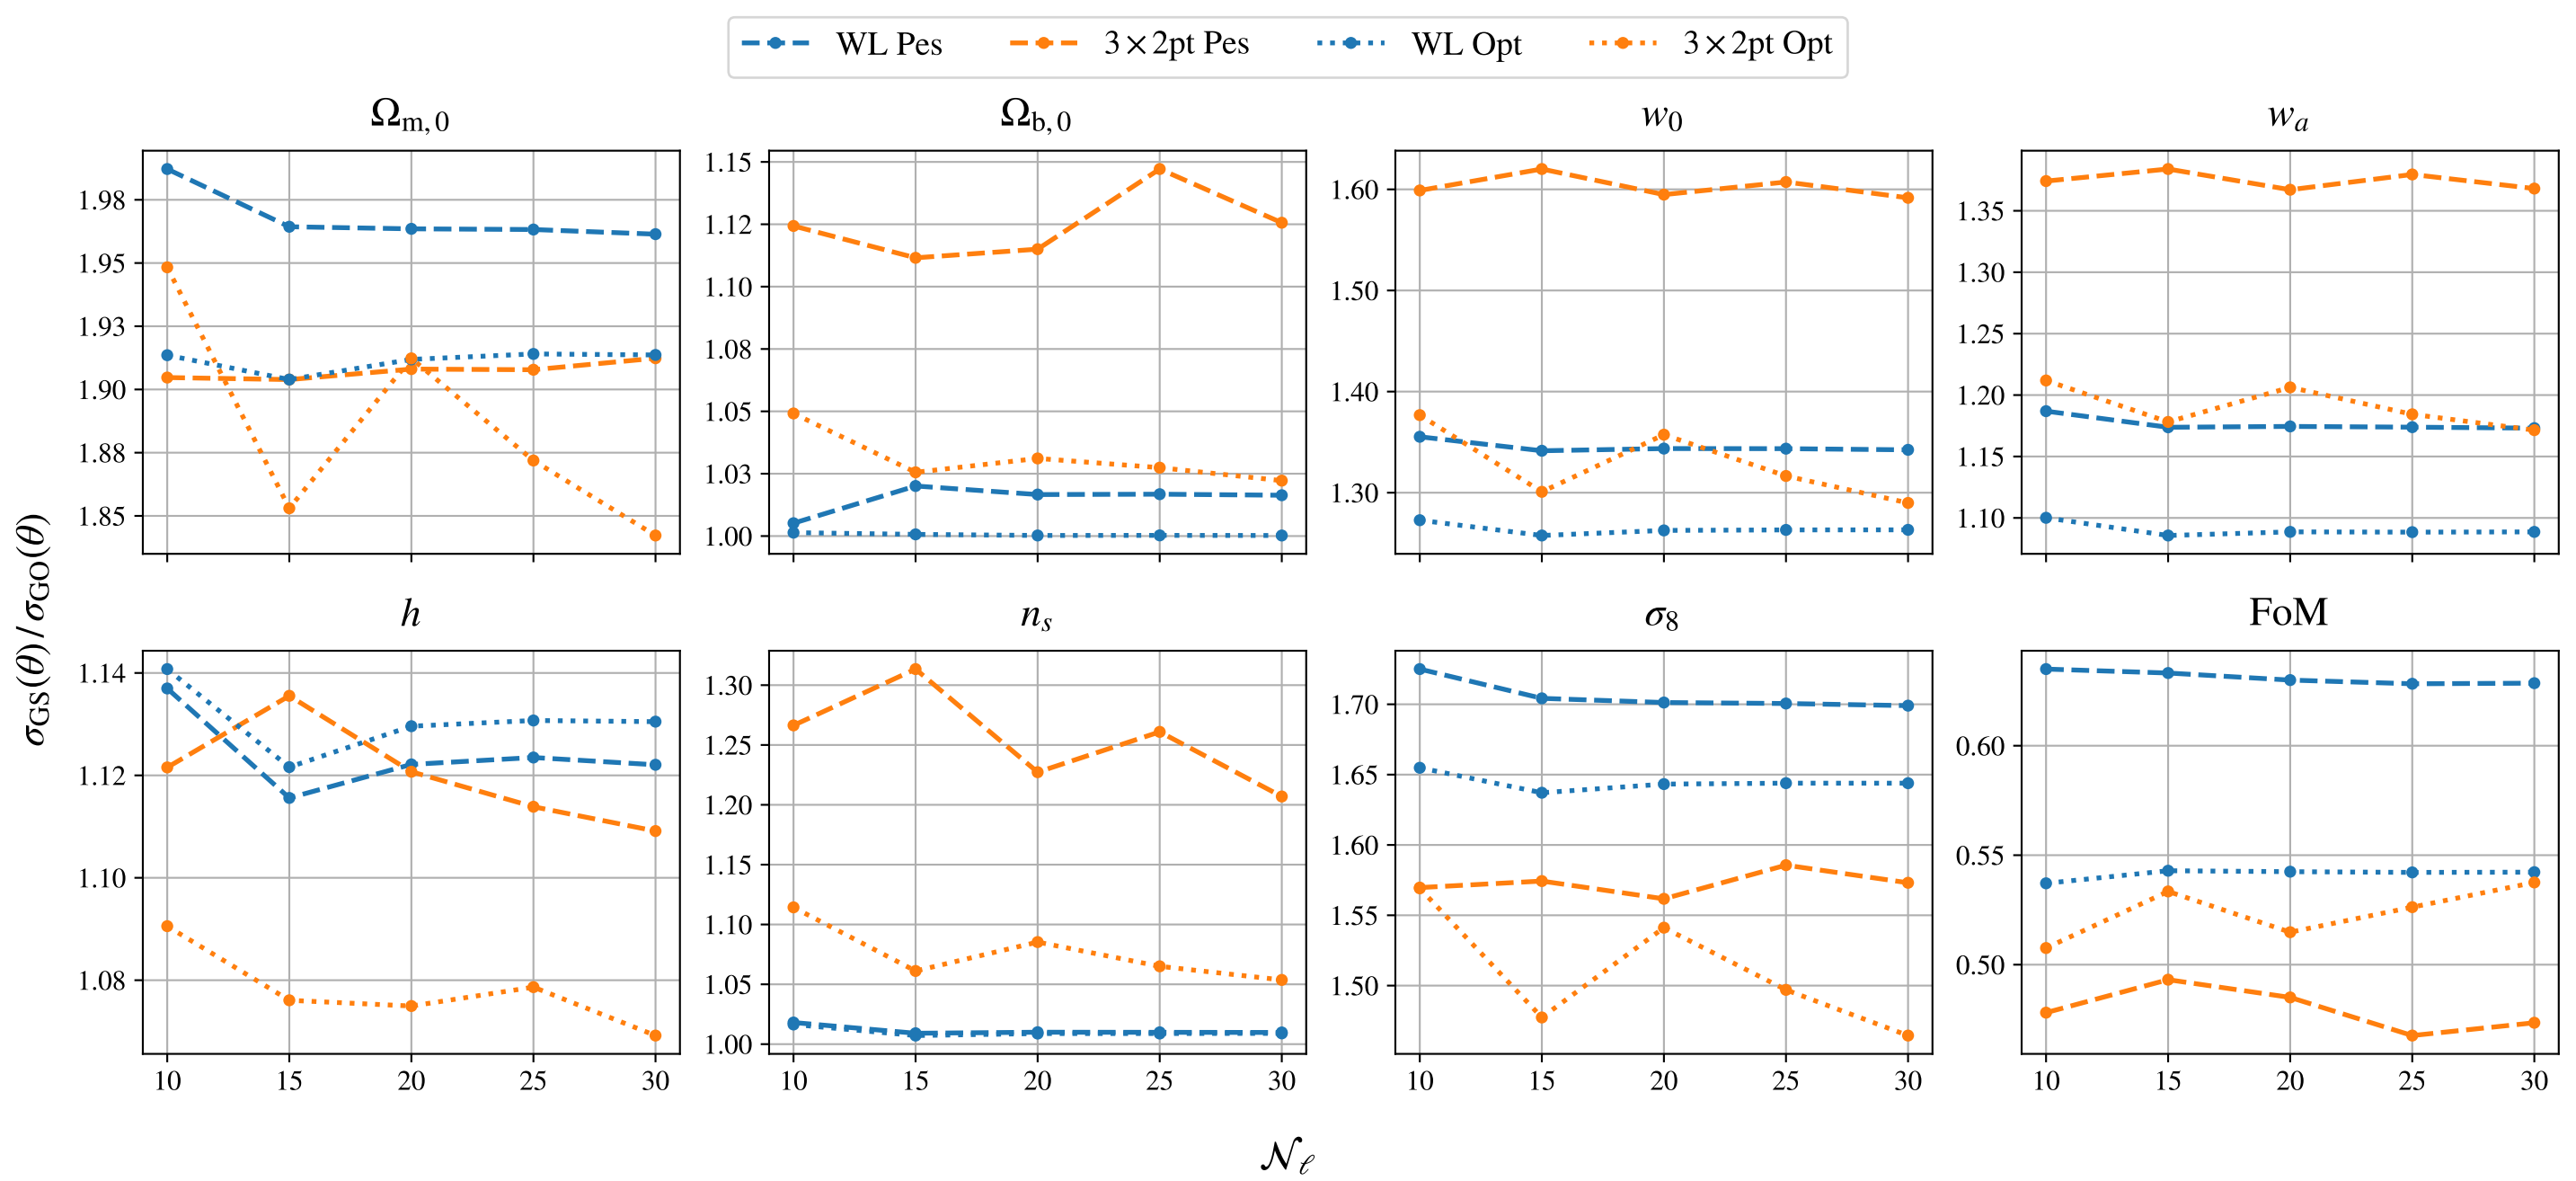 WL Pes 3×2pt Pes WL Opt 3×2pt Opt
Ωm,0 Ωb,0 w0 wa
1.98 1.15 1.60 1.35
1.95 1.12 1.50 1.30
1.93 1.10 1.40 1.25
1.90 1.08 1.30 1.20
1.88 1.05 1.15
1.85 1.03 1.10
1.00
σGS(θ)/σGO(θ)
h ns σ8 FoM
1.14 1.30 1.70 0.60
1.12 1.25 1.65 0.55
1.10 1.20 1.60 0.50
1.08 1.15 1.55
1.10 1.50
1.05
1.00
10 15 20 25 30 10 15 20 25 30 10 15 20 25 30 10 15 20 25 30
𝒩ℓ